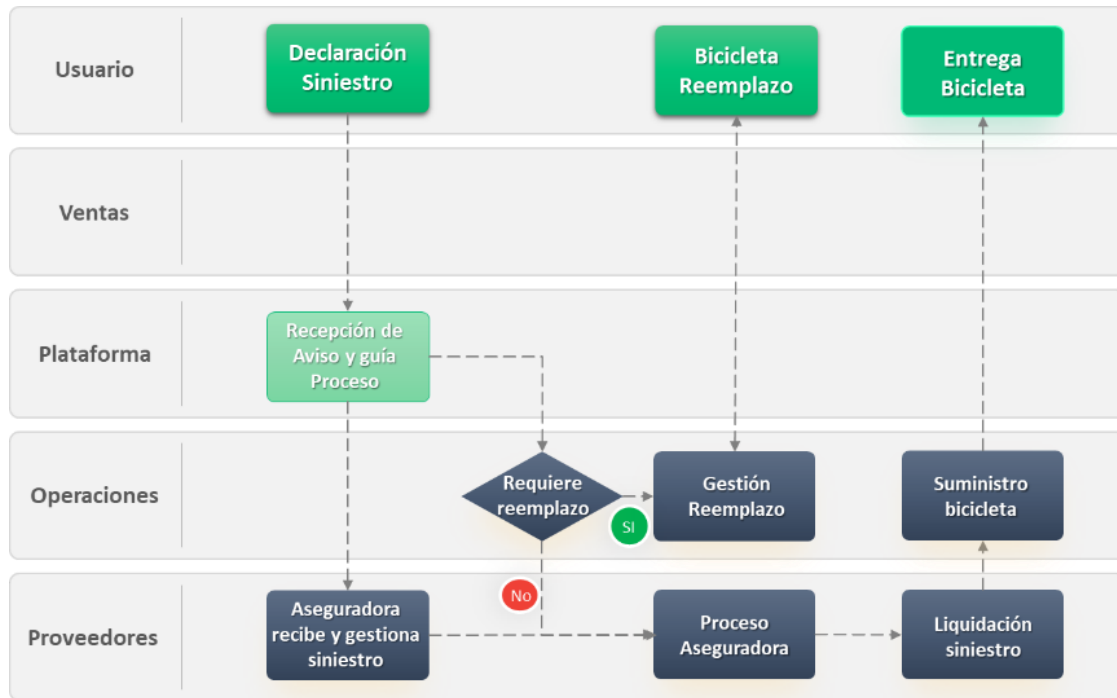 Usuario
Declaración
Siniestro
Bicicleta
Reemplazo
Entrega
Bicicleta
Ventas
Plataforma
Recepción de
Aviso y guía
Proceso
Operaciones
Requiere
reemplazo
SI
Gestión
Reemplazo
Suministro
bicicleta
No
Proveedores
Aseguradora
recibe y gestiona
siniestro
Proceso
Aseguradora
Liquidación
siniestro